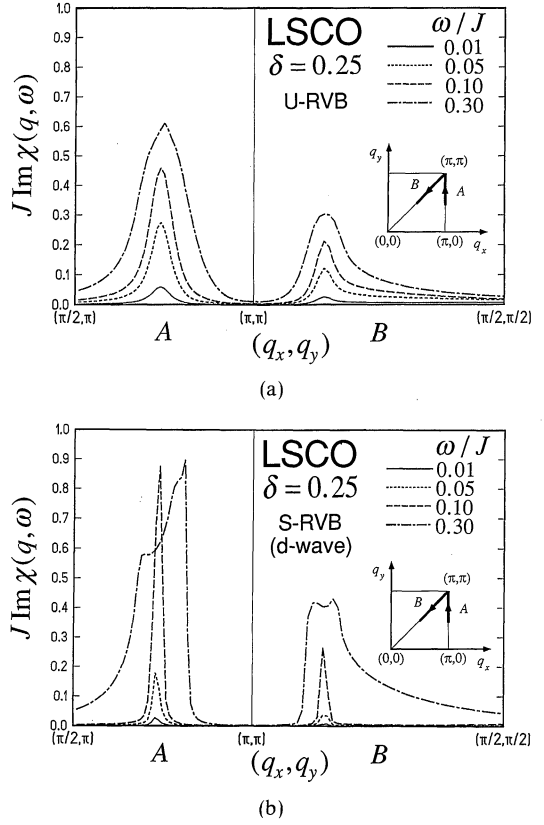 1.0
0.9
0.8
0.7
0.6
0.5
0.4
0.3
0.2
0.1
0.0
J Im χ(q,ω)
LSCO
δ = 0.25
U-RVB
ω / J
0.01
0.05
0.10
0.30
q_y
(π,π)
B
A
(0,0)
(π,0)
q_x
(π/2,π)
(π,π)
(π/2,π/2)
A
(q_x,q_y)
B
(a)
1.0
0.9
0.8
0.7
0.6
0.5
0.4
0.3
0.2
0.1
0.0
J Im χ(q,ω)
LSCO
δ = 0.25
S-RVB
(d-wave)
ω / J
0.01
0.05
0.10
0.30
q_y
(π,π)
B
A
(0,0)
(π,0)
q_x
(π/2,π)
(π,π)
(π/2,π/2)
A
(q_x,q_y)
B
(b)